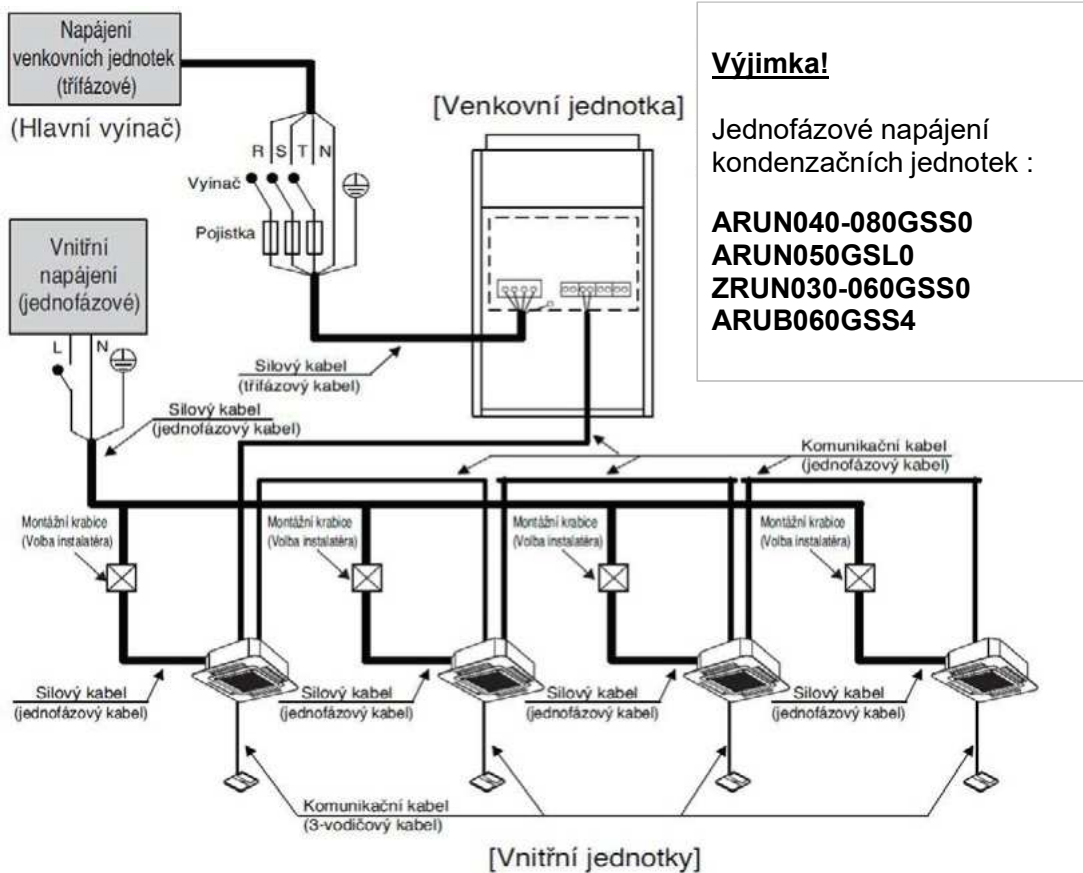 Napájení
venkovních jednotek
(třífázové)
(Hlavní vyínač)
R S T N
Vyínač
Pojistka
[Venkovní jednotka]
Výjimka!
Jednofázové napájení
kondenzačních jednotek :
ARUN040-080GSS0
ARUN050GSL0
ZRUN030-060GSS0
ARUB060GSS4
Vnitřní
napájení
(jednofázové)
L N
Silový kabel
(třífázový kabel)
Silový kabel
(jednofázový kabel)
Komunikační kabel
(jednofázový kabel)
Montážní krabice
(Volba instalatéra)
Montážní krabice
(Volba instalatéra)
Montážní krabice
(Volba instalatéra)
Montážní krabice
(Volba instalatéra)
Silový kabel
(jednofázový kabel)
Silový kabel
(jednofázový kabel)
Silový kabel
(jednofázový kabel)
Silový kabel
(jednofázový kabel)
Komunikační kabel
(3-vodičový kabel)
[Vnitřní jednotky]